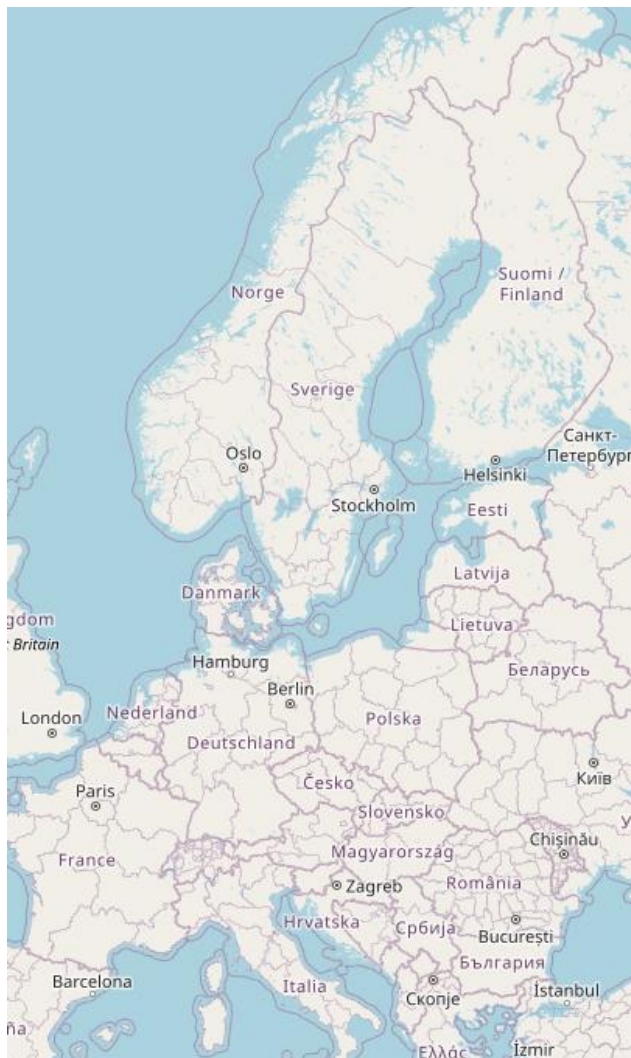 Norge
Suomi /
Finland
Sverige
Oslo
Санкт-
Петербург
Helsinki
Stockholm
Eesti
Latvija
Danmark
gdom
Lietuva
t Britain
Hamburg
Беларусь
Berlin
Nederland
London
Polska
Deutschland
Київ
Česko
Paris
Slovensko
У
Chișinău
Magyarország
France
România
Zagreb
Hrvatska
Србија
București
България
Barcelona
Italia
İstanbul
Скопје
ña
Ελλάς
İzmir